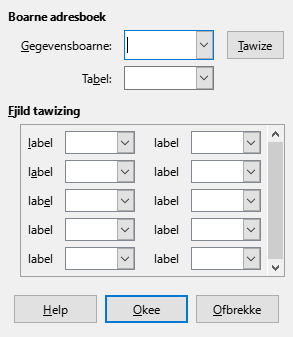 Boarne adresboek
Gegevensboarne: Tawize
Tabel:
Fjild tawizing
label label
label label
label label
label label
label label
Help Okee Ofbrekke